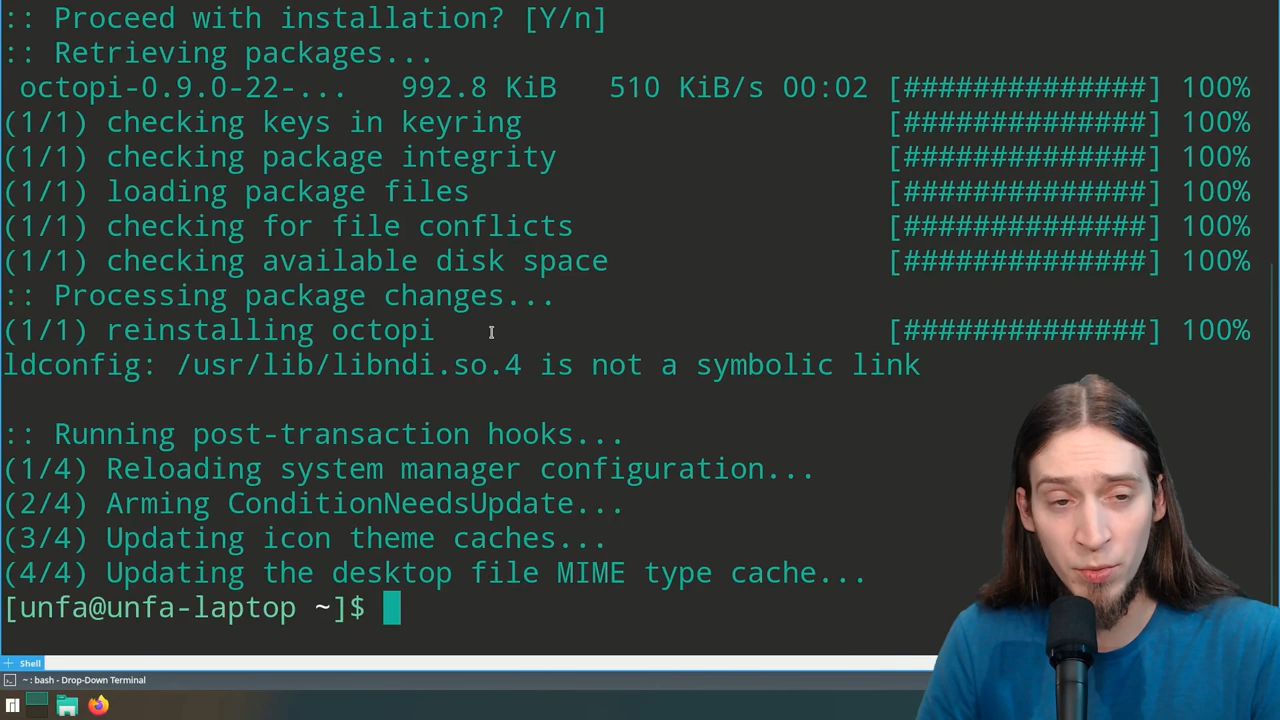 :: Proceed with installation? [Y/n]
:: Retrieving packages...
octopi-0.9.0-22-... 992.8 KiB 510 KiB/s 00:02 [##############] 100%
(1/1) checking keys in keyring [##############] 100%
(1/1) checking package integrity [##############] 100%
(1/1) loading package files [##############] 100%
(1/1) checking for file conflicts [##############] 100%
(1/1) checking available disk space [##############] 100%
:: Processing package changes...
(1/1) reinstalling octopi [##############] 100%
ldconfig: /usr/lib/libndi.so.4 is not a symbolic link
:: Running post-transaction hooks...
(1/4) Reloading system manager configuration...
(2/4) Arming ConditionNeedsUpdate...
(3/4) Updating icon theme caches...
(4/4) Updating the desktop file MIME type cache...
[unfa@unfa-laptop ~]$
Shell
~ : bash - Drop-Down Terminal